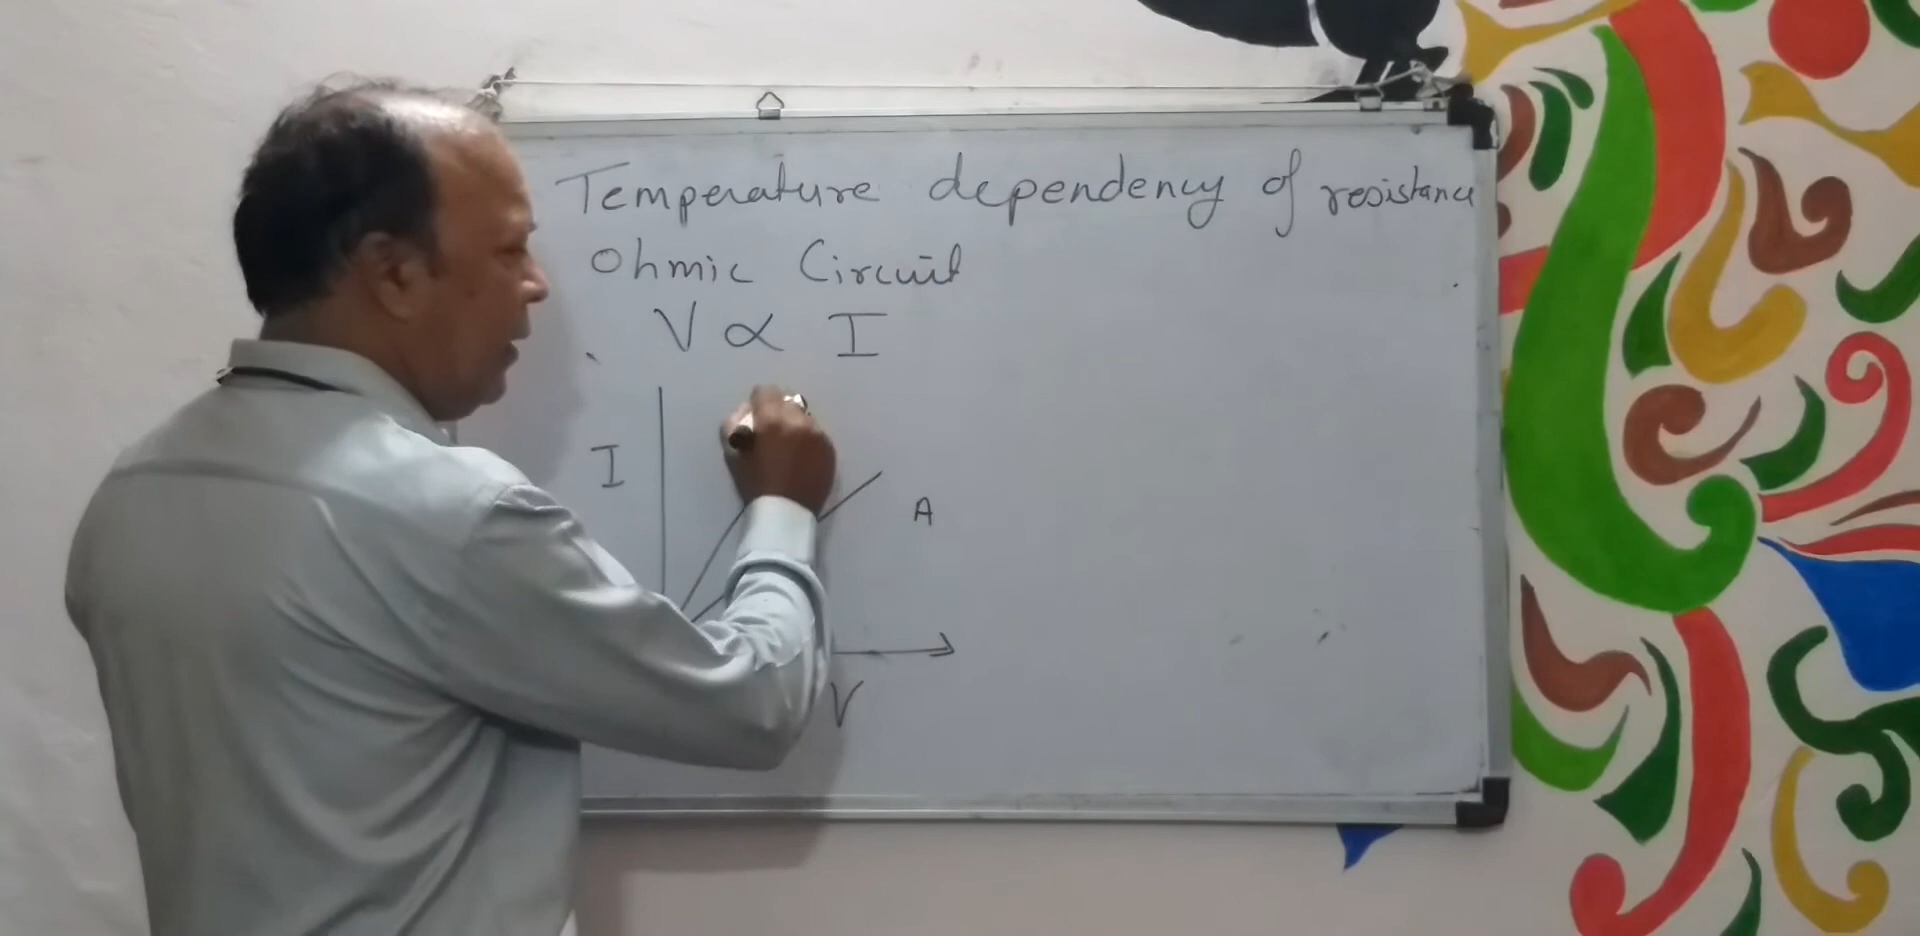 Temperature dependency of resistance
Ohmic Circuit
V ∝ I
I
A
V